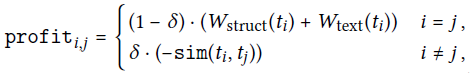 profit_{i,j} = { (1 − δ) · (W_struct(t_i) + W_text(t_i))   i = j ,
δ · (−sim(t_i, t_j))   i ≠ j ,